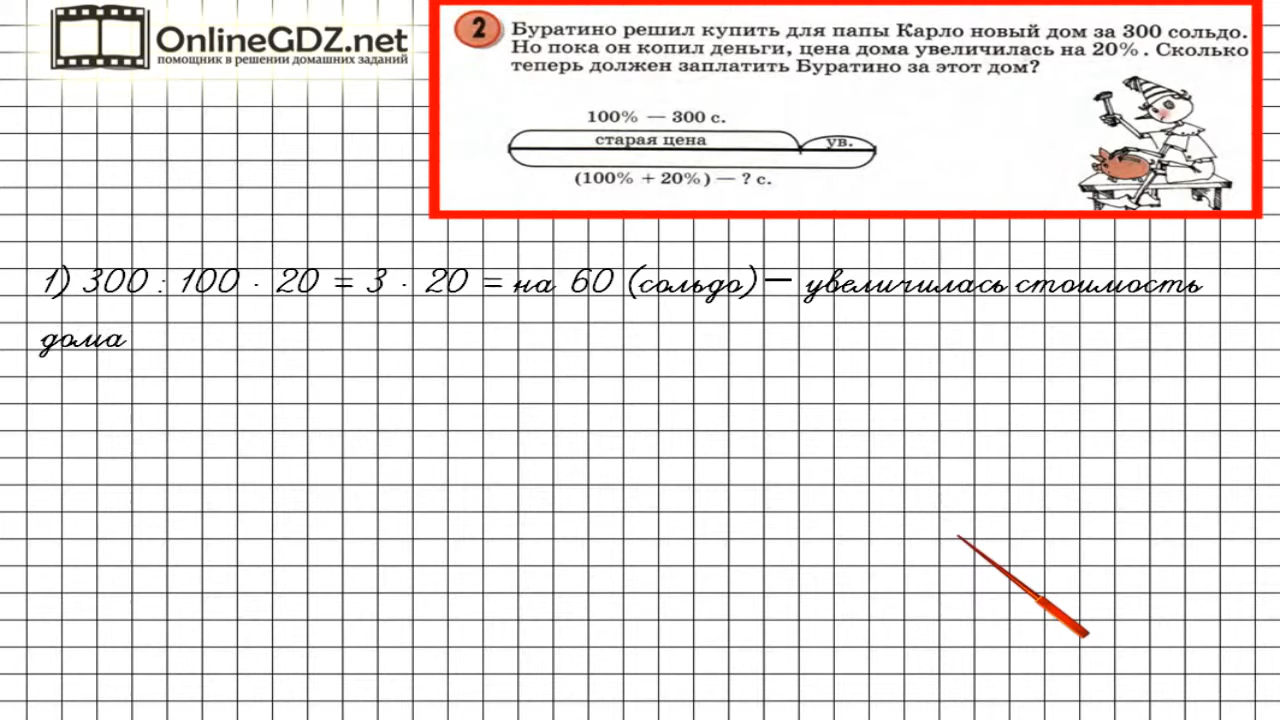 OnlineGDZ.net
помощник в решении домашних заданий
2
Буратино решил купить для папы Карло новый дом за 300 сольдо.
Но пока он копил деньги, цена дома увеличилась на 20% . Сколько
теперь должен заплатить Буратино за этот дом?
100% — 300 с.
старая цена
ув.
(100% + 20%) — ? с.
1) 300 : 100 · 20 = 3 · 20 = на 60 (сольдо) — увеличилась стоимость
дома